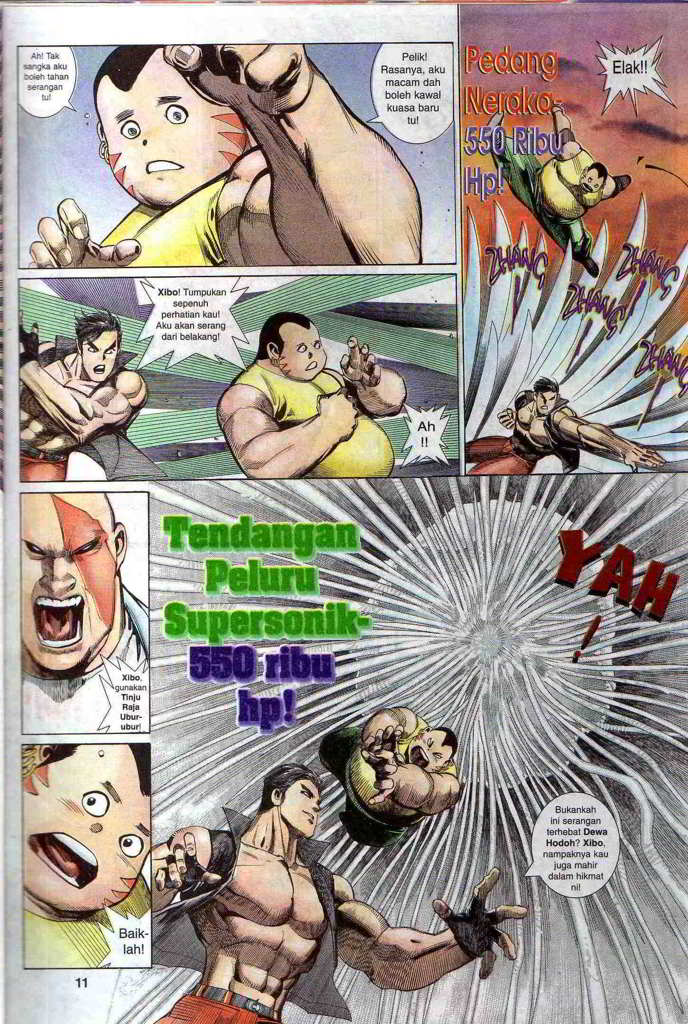 Ah! Tak
sangka aku
boleh tahan
serangan
tu!
Pelik!
Rasanya, aku
macam dah
boleh kawal
kuasa baru
tu!
Pedang
Neraka-
550 Ribu
Hp!
Elak!!
ZHANG
ZHANG
ZHANG
ZHANG
!
Xibo! Tumpukan
sepenuh
perhatian kau!
Aku akan serang
dari belakang!
Ah
!!
Xibo,
gunakan
Tinju
Raja
Ubur-
ubur!
Tendangan
Peluru
Supersonik-
550 ribu
hp!
YAH
!
Baik-
lah!
Bukankah
ini serangan
terhebat Dewa
Hodoh? Xibo,
nampaknya kau
juga mahir
dalam hikmat
ni!
11